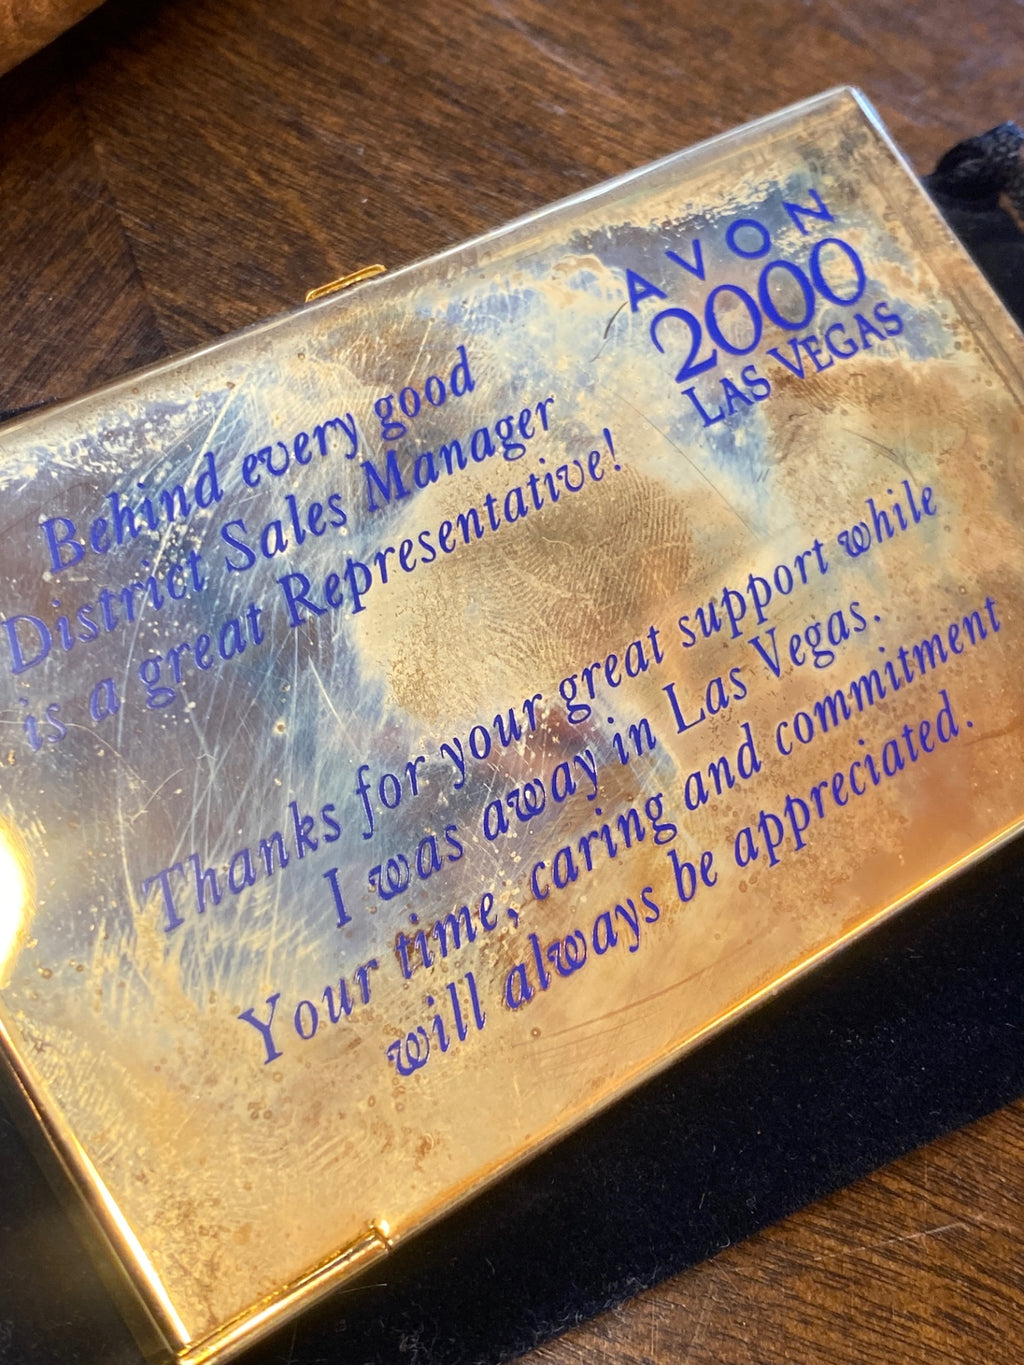 AVON
2000
LAS VEGAS
Behind every good
District Sales Manager
is a great Representative!
Thanks for your great support while
I was away in Las Vegas.
Your time, caring and commitment
will always be appreciated.